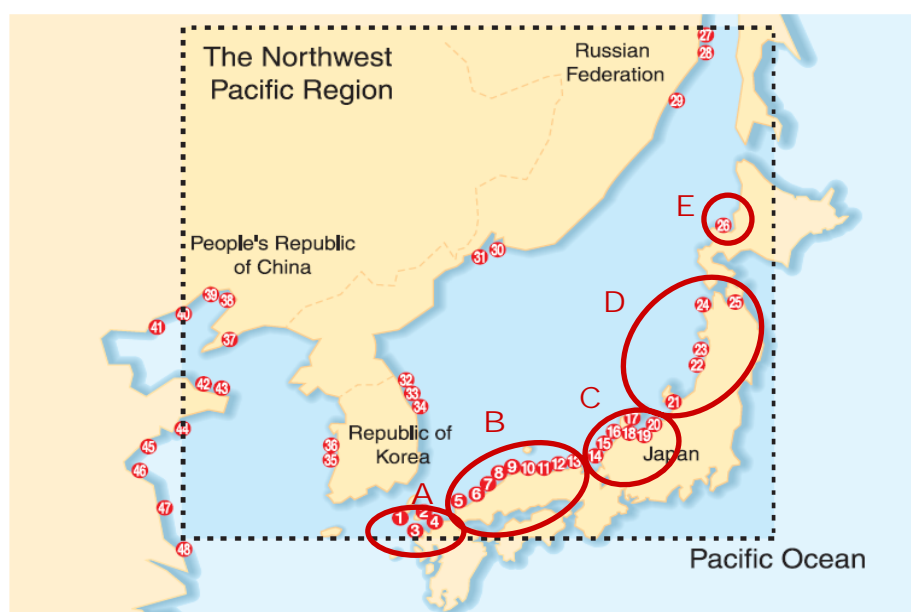 The Northwest
Pacific Region
Russian
Federation
27
28
29
E
26
People's Republic
of China
31 30
39 38
40
41
37
D
24 25
23
22
42 43
32
33
34
21
C
17
20
16 18 19
15
14
Japan
B
44
45
46
36
35
Republic of
Korea
9 10 11 12 13
8
7
6
5
A
47
1 2
4
3
48
Pacific Ocean